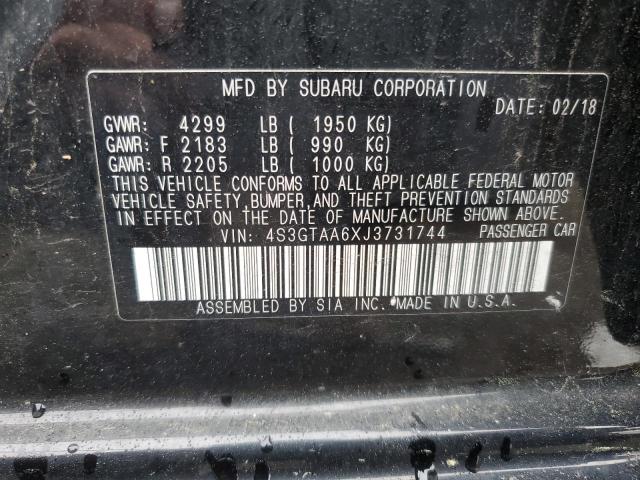 MFD BY SUBARU CORPORATION
DATE: 02/18
GVWR: 4299 LB ( 1950 KG)
GAWR: F 2183 LB ( 990 KG)
GAWR: R 2205 LB ( 1000 KG)
THIS VEHICLE CONFORMS TO ALL APPLICABLE FEDERAL MOTOR
VEHICLE SAFETY,BUMPER,AND THEFT PREVENTION STANDARDS
IN EFFECT ON THE DATE OF MANUFACTURE SHOWN ABOVE.
VIN: 4S3GTAA6XJ3731744 PASSENGER CAR
ASSEMBLED BY SIA INC. MADE IN U.S.A.